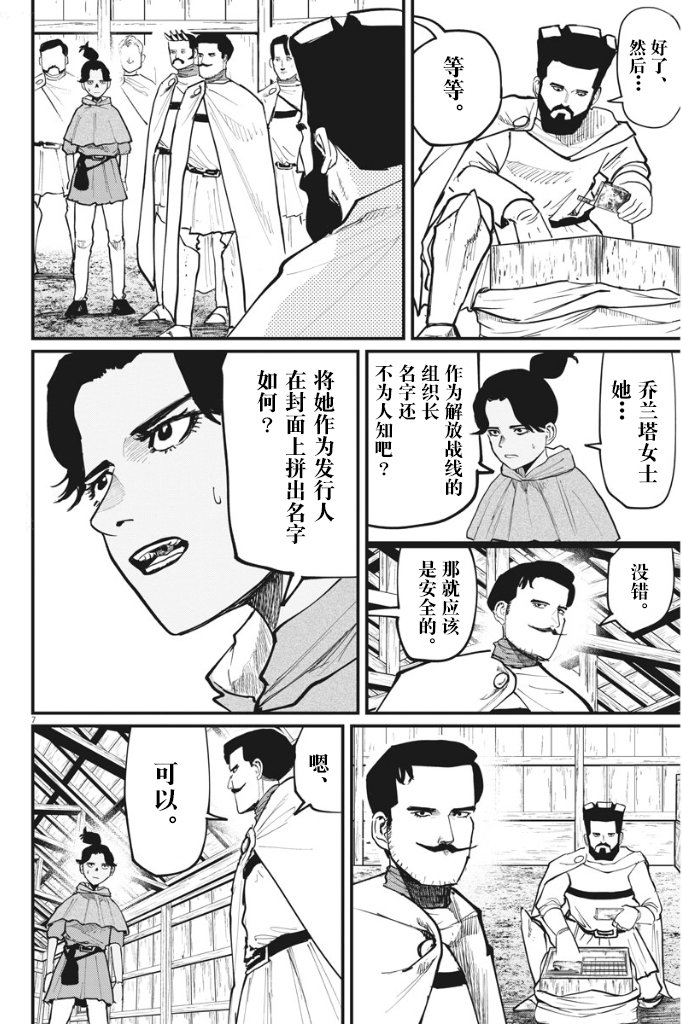 好了、
然后…
等等。
乔兰塔女士
她…
作为解放战线的
组织长
名字还
不为人知吧？
将她作为发行人
在封面上拼出名字
如何？
没错。
那就应该
是安全的。
7
嗯、
可以。